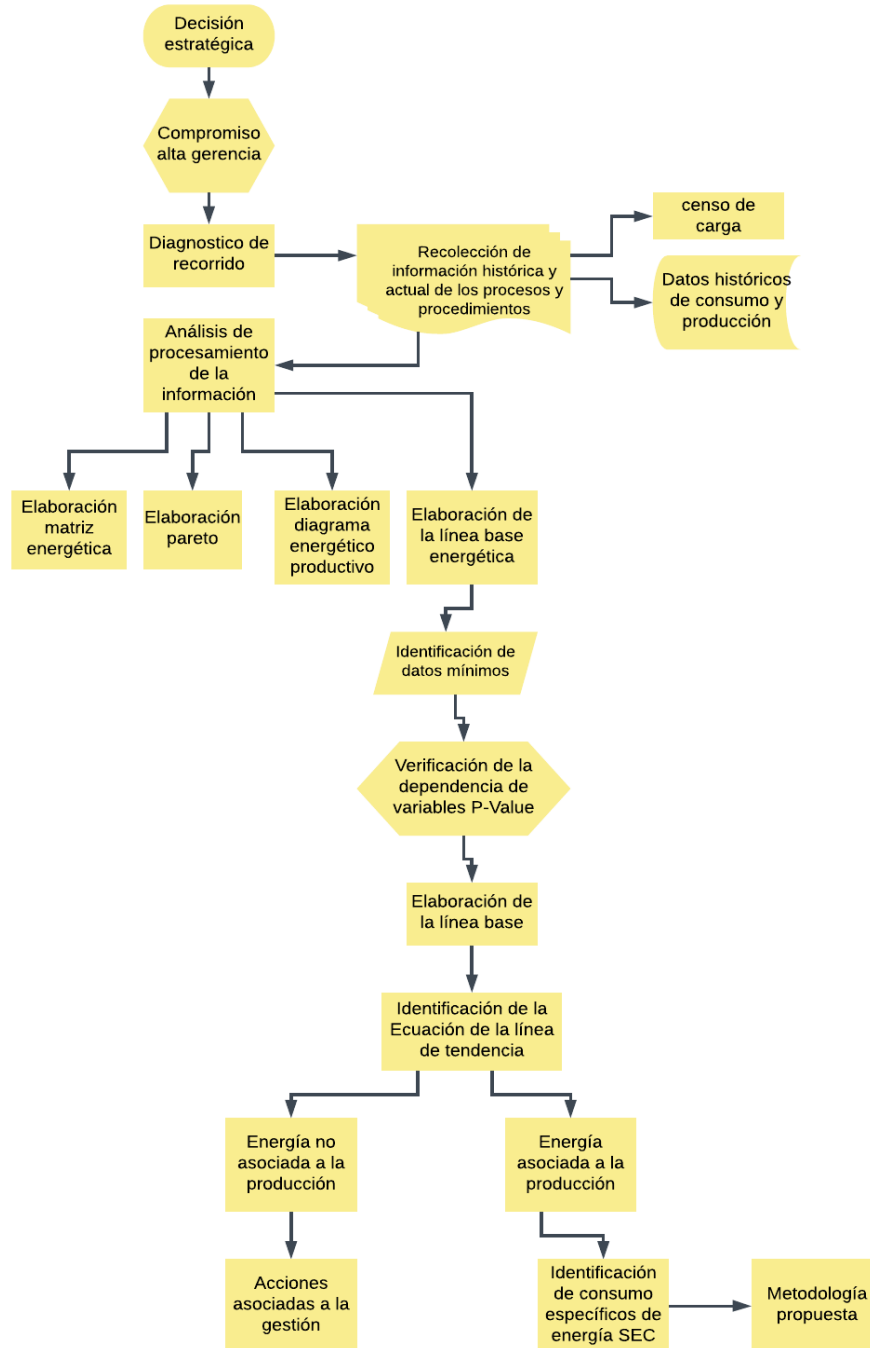 Decisión
estratégica
Compromiso
alta gerencia
Diagnostico de
recorrido
Recolección de
información histórica y
actual de los procesos y
procedimientos
censo de
carga
Datos históricos
de consumo y
producción
Análisis de
procesamiento
de la
información
Elaboración
matriz
energética
Elaboración
pareto
Elaboración
diagrama
energético
productivo
Elaboración de
la línea base
energética
Identificación de
datos mínimos
Verificación de la
dependencia de
variables P-Value
Elaboración de
la línea base
Identificación de la
Ecuación de la línea
de tendencia
Energía no
asociada a la
producción
Energía
asociada a la
producción
Acciones
asociadas a la
gestión
Identificación
de consumo
específicos de
energía SEC
Metodología
propuesta